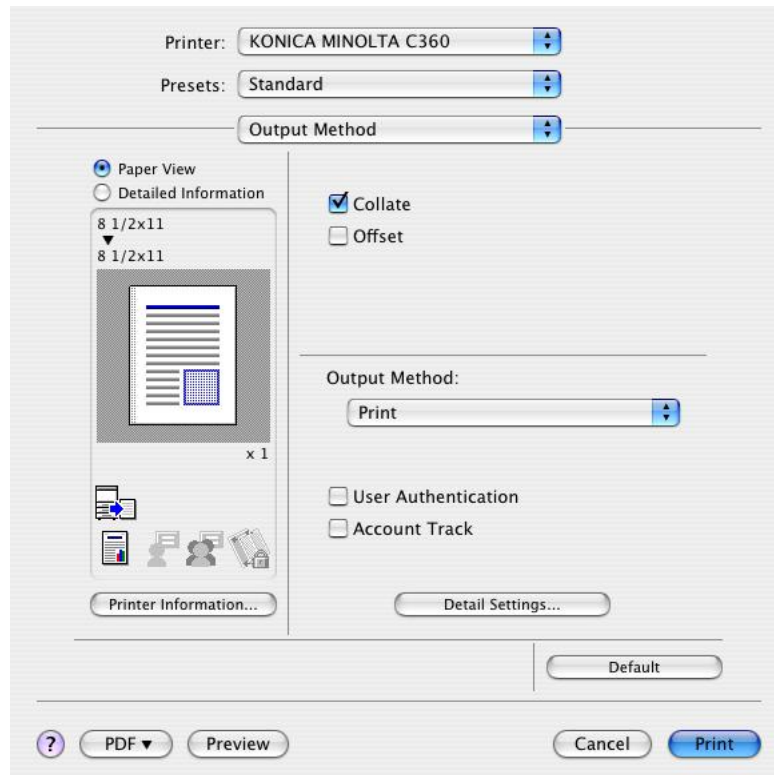 Printer: KONICA MINOLTA C360
Presets: Standard
Output Method
Paper View
Detailed Information
8 1/2x11
8 1/2x11
x 1
Printer Information...
Collate
Offset
Output Method:
Print
User Authentication
Account Track
Detail Settings...
Default
? PDF Preview Cancel Print